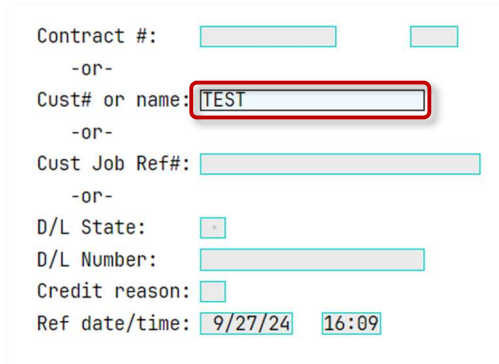 Contract #:
-or-
Cust# or name: TEST
-or-
Cust Job Ref#:
-or-
D/L State:
D/L Number:
Credit reason:
Ref date/time: 9/27/24 16:09